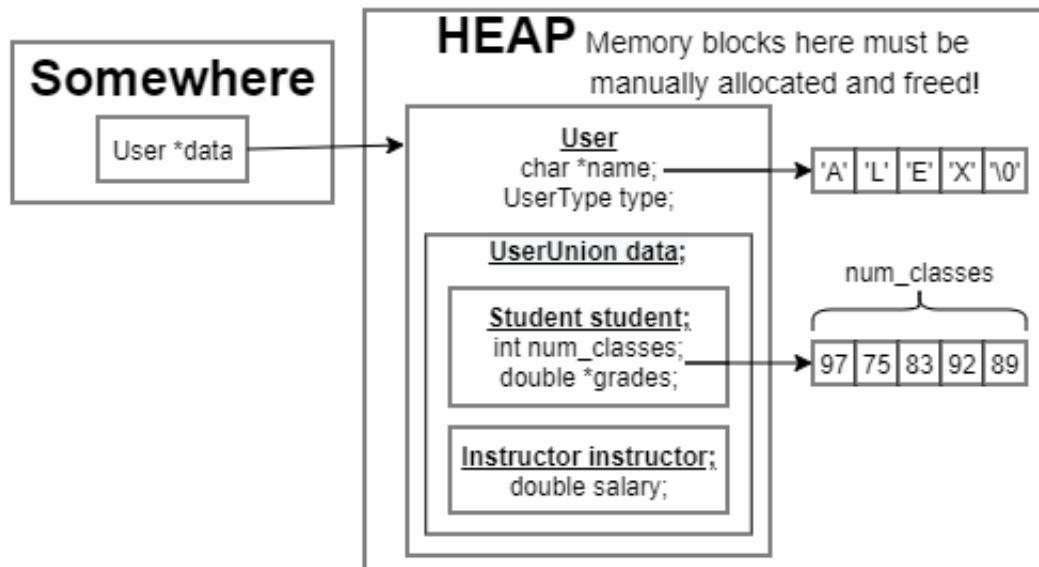 Somewhere
User *data
HEAP Memory blocks here must be
manually allocated and freed!
User
char *name;
UserType type;
'A' 'L' 'E' 'X' '\0'
UserUnion data;
Student student;
int num_classes;
double *grades;
num_classes
97 75 83 92 89
Instructor instructor;
double salary;